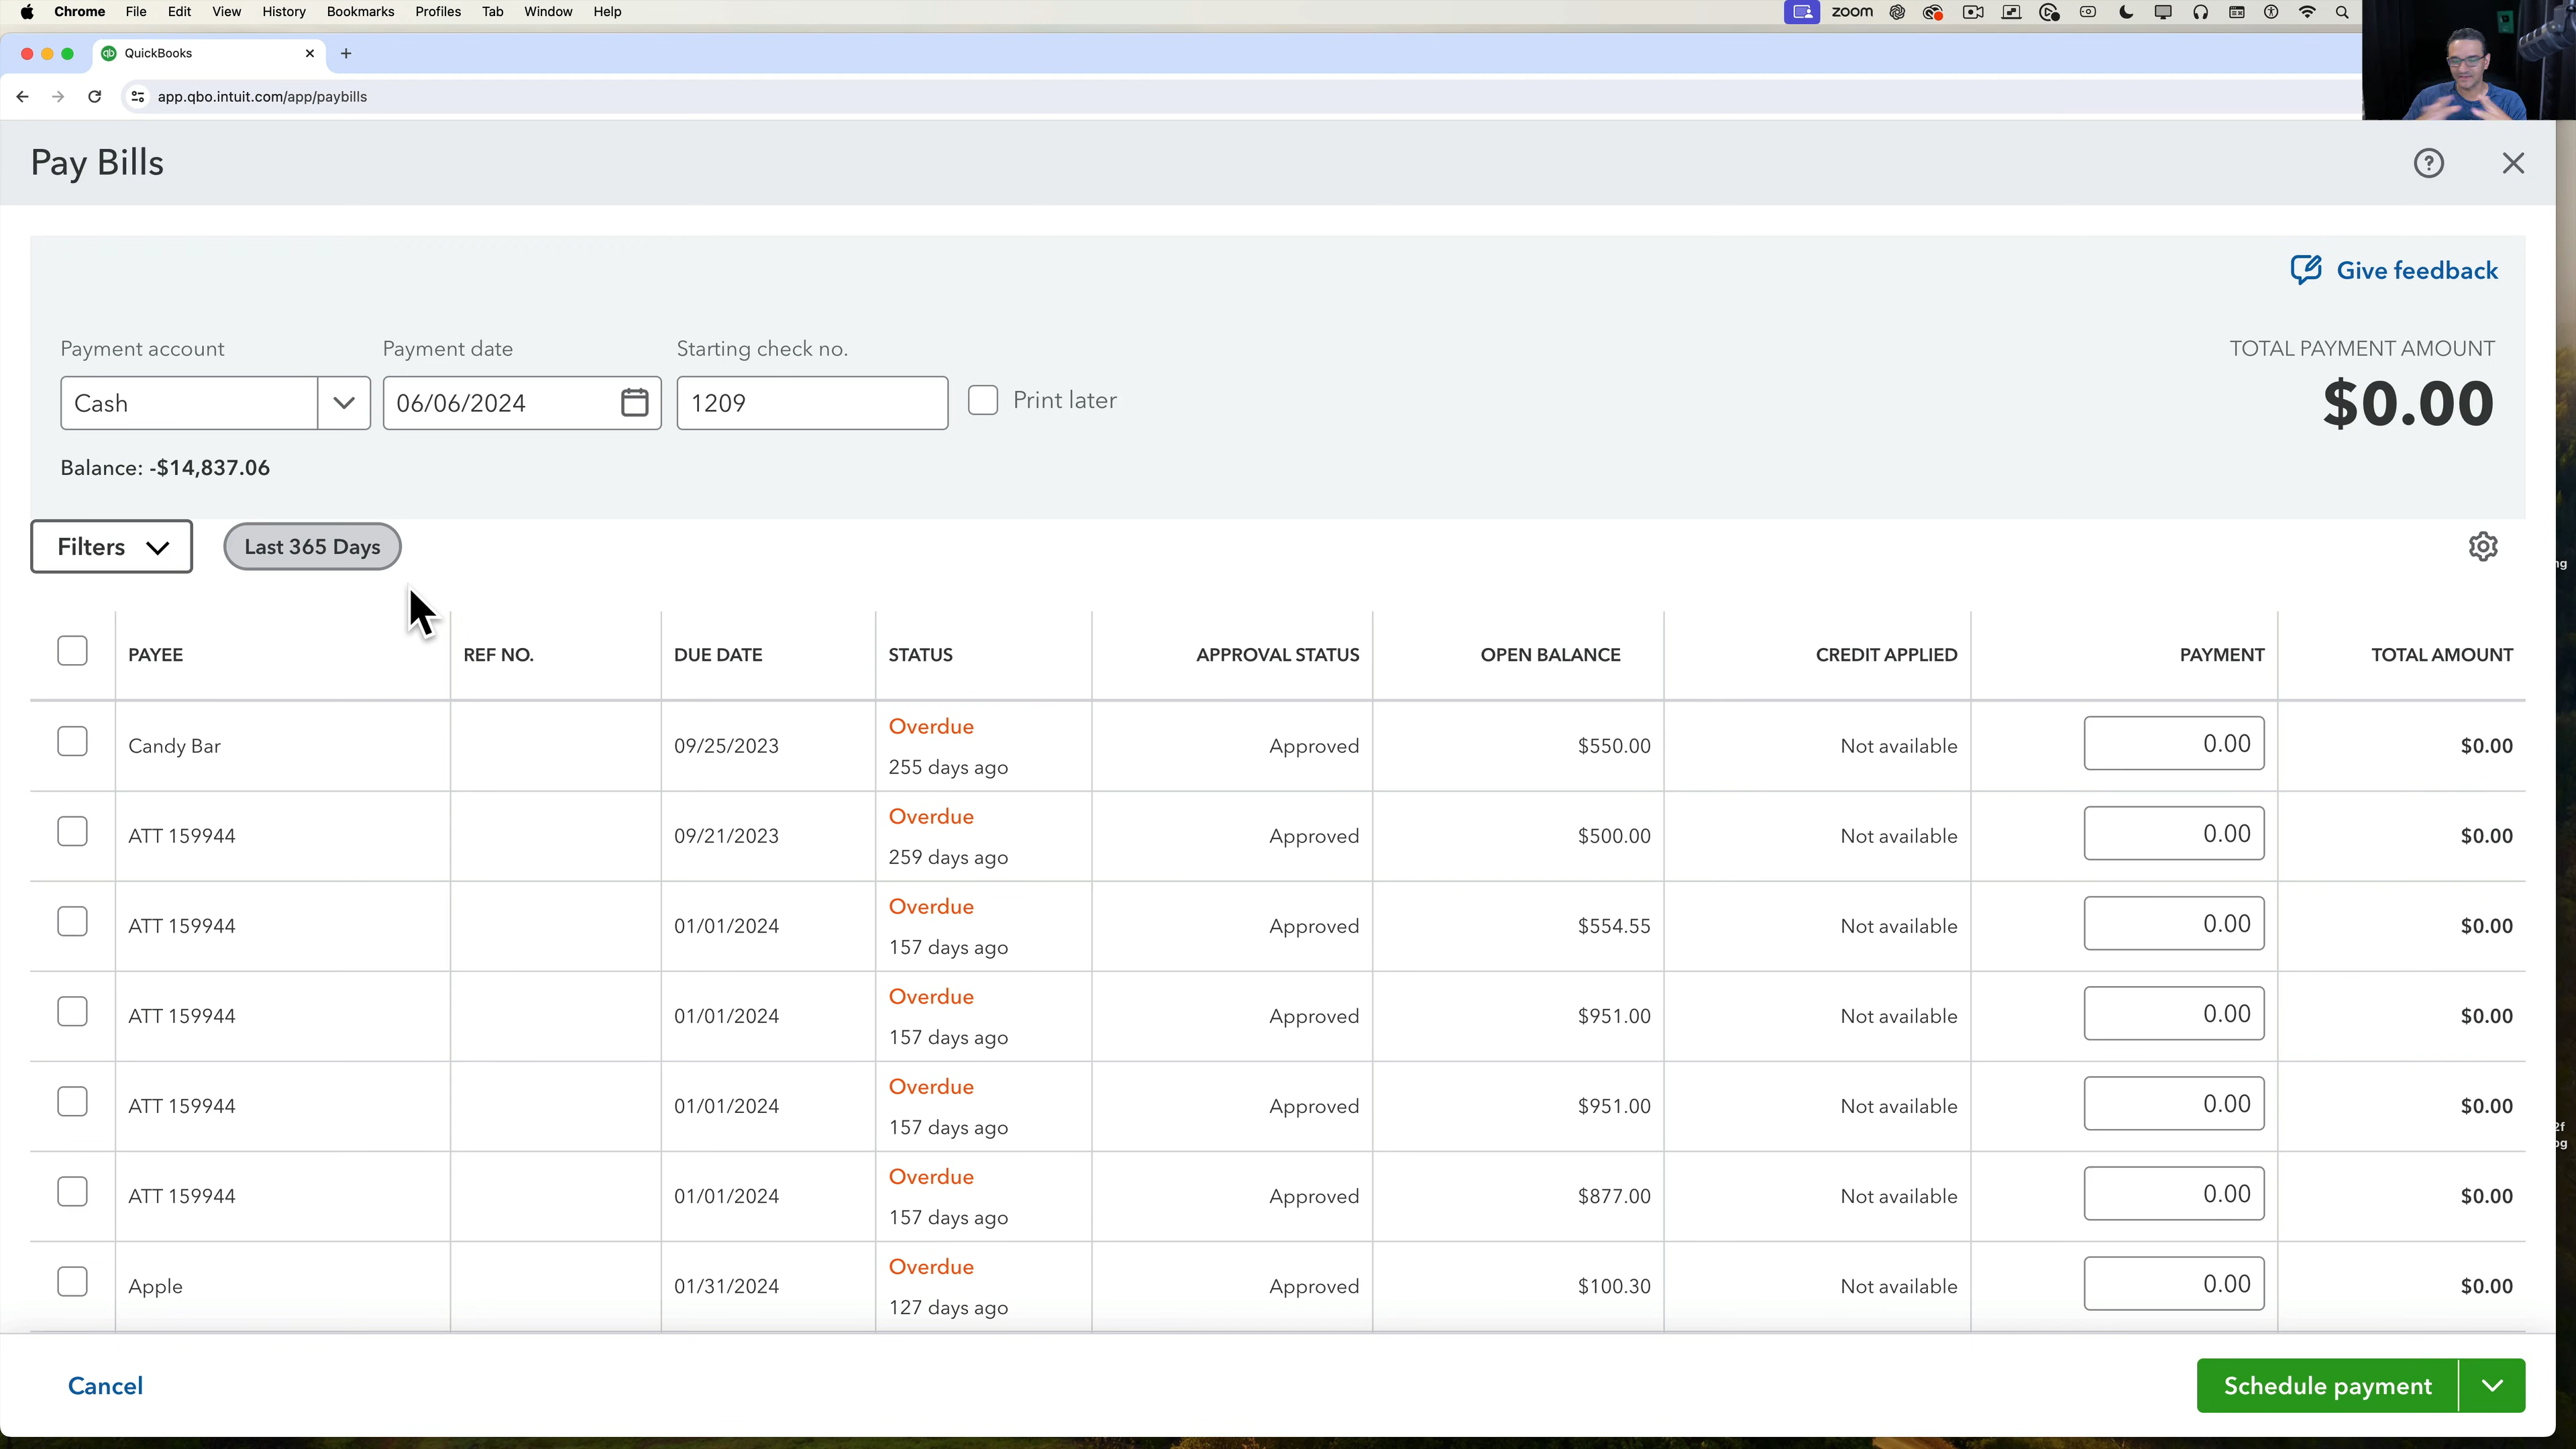 Chrome File Edit View History Bookmarks Profiles Tab Window Help
zoom
QuickBooks
app.qbo.intuit.com/app/paybills
Pay Bills
Give feedback
Payment account Payment date Starting check no. TOTAL PAYMENT AMOUNT
Cash 06/06/2024 1209 Print later $0.00
Balance: -$14,837.06
Filters Last 365 Days
PAYEE REF NO. DUE DATE STATUS APPROVAL STATUS OPEN BALANCE CREDIT APPLIED PAYMENT TOTAL AMOUNT
Candy Bar 09/25/2023 Overdue Approved $550.00 Not available 0.00 $0.00
255 days ago
ATT 159944 09/21/2023 Overdue Approved $500.00 Not available 0.00 $0.00
259 days ago
ATT 159944 01/01/2024 Overdue Approved $554.55 Not available 0.00 $0.00
157 days ago
ATT 159944 01/01/2024 Overdue Approved $951.00 Not available 0.00 $0.00
157 days ago
ATT 159944 01/01/2024 Overdue Approved $951.00 Not available 0.00 $0.00
157 days ago
ATT 159944 01/01/2024 Overdue Approved $877.00 Not available 0.00 $0.00
157 days ago
Apple 01/31/2024 Overdue Approved $100.30 Not available 0.00 $0.00
127 days ago
Cancel Schedule payment